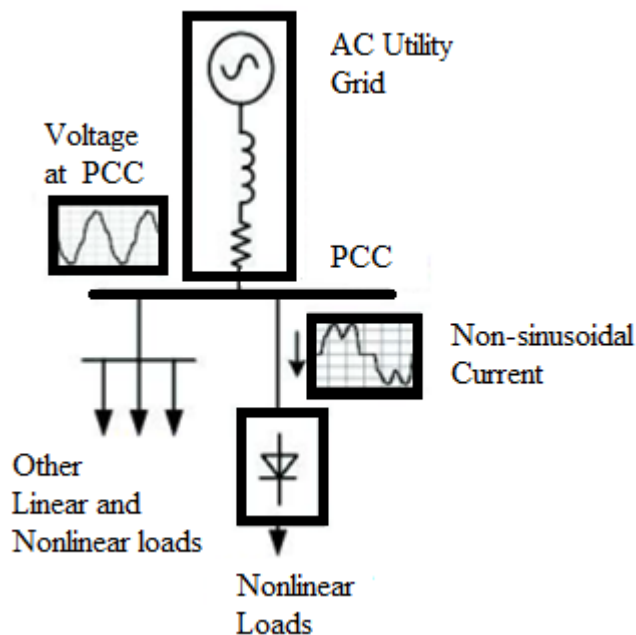 AC Utility
Grid
Voltage
at PCC
PCC
Non-sinusoidal
Current
Other
Linear and
Nonlinear loads
Nonlinear
Loads